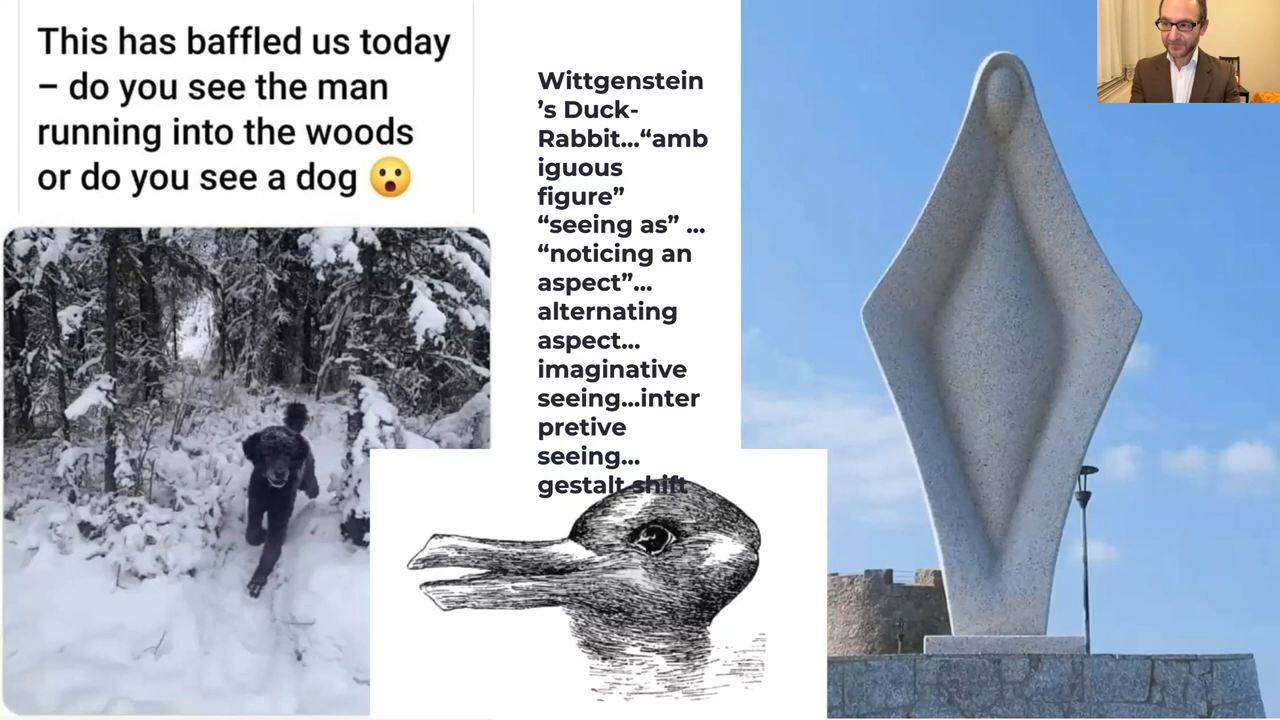 This has baffled us today
– do you see the man
running into the woods
or do you see a dog 😮
Wittgenstein
’s Duck-
Rabbit...“amb
iguous
figure”
“seeing as” ...
“noticing an
aspect”...
alternating
aspect...
imaginative
seeing...inter
pretive
seeing...
gestalt shift